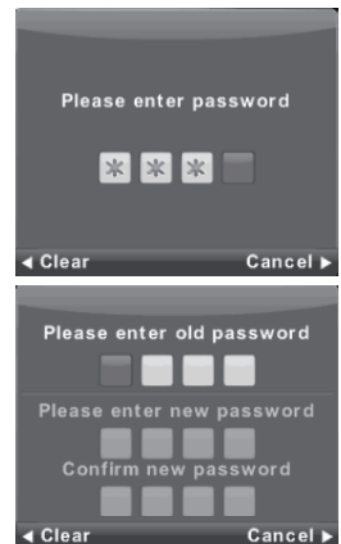 Please enter password
* * *
◀ Clear Cancel ▶
Please enter old password
Please enter new password
Confirm new password
◀ Clear Cancel ▶